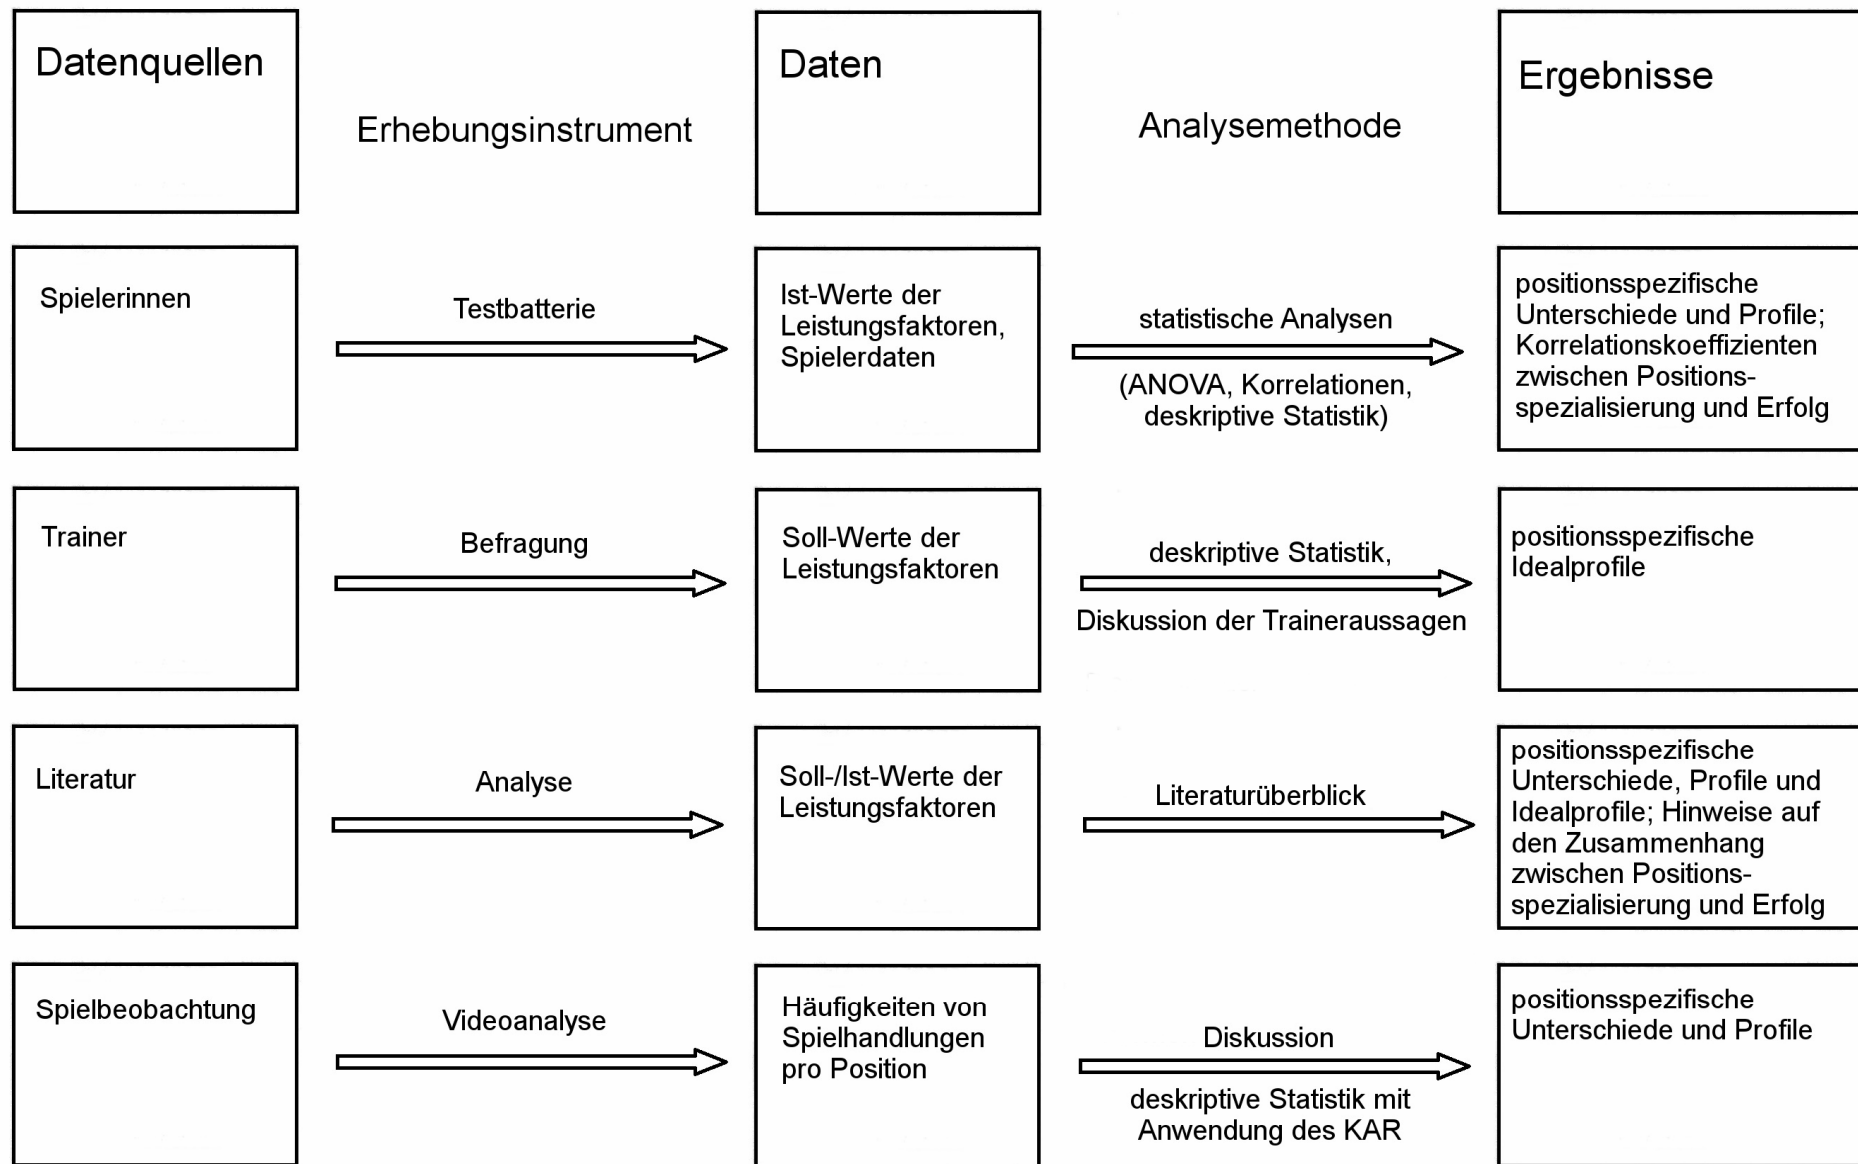 Datenquellen
Erhebungsinstrument
Daten
Analysemethode
Ergebnisse
Spielerinnen
Testbatterie
Ist-Werte der
Leistungsfaktoren,
Spielerdaten
statistische Analysen
(ANOVA, Korrelationen,
deskriptive Statistik)
positionsspezifische
Unterschiede und Profile;
Korrelationskoeffizienten
zwischen Positions-
spezialisierung und Erfolg
Trainer
Befragung
Soll-Werte der
Leistungsfaktoren
deskriptive Statistik,
Diskussion der Traineraussagen
positionsspezifische
Idealprofile
Literatur
Analyse
Soll-/Ist-Werte der
Leistungsfaktoren
Literaturüberblick
positionsspezifische
Unterschiede, Profile und
Idealprofile; Hinweise auf
den Zusammenhang
zwischen Positions-
spezialisierung und Erfolg
Spielbeobachtung
Videoanalyse
Häufigkeiten von
Spielhandlungen
pro Position
Diskussion
deskriptive Statistik mit
Anwendung des KAR
positionsspezifische
Unterschiede und Profile